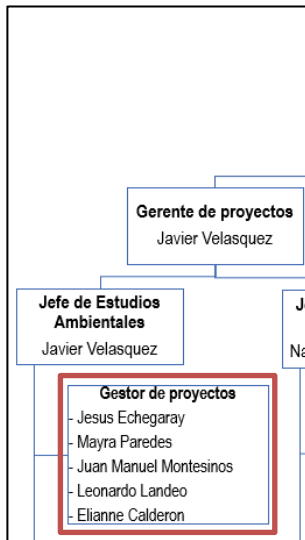 Gerente de proyectos
Javier Velasquez
Jefe de Estudios
Ambientales
Javier Velasquez
Gestor de proyectos
- Jesus Echegaray
- Mayra Paredes
- Juan Manuel Montesinos
- Leonardo Landeo
- Elianne Calderon